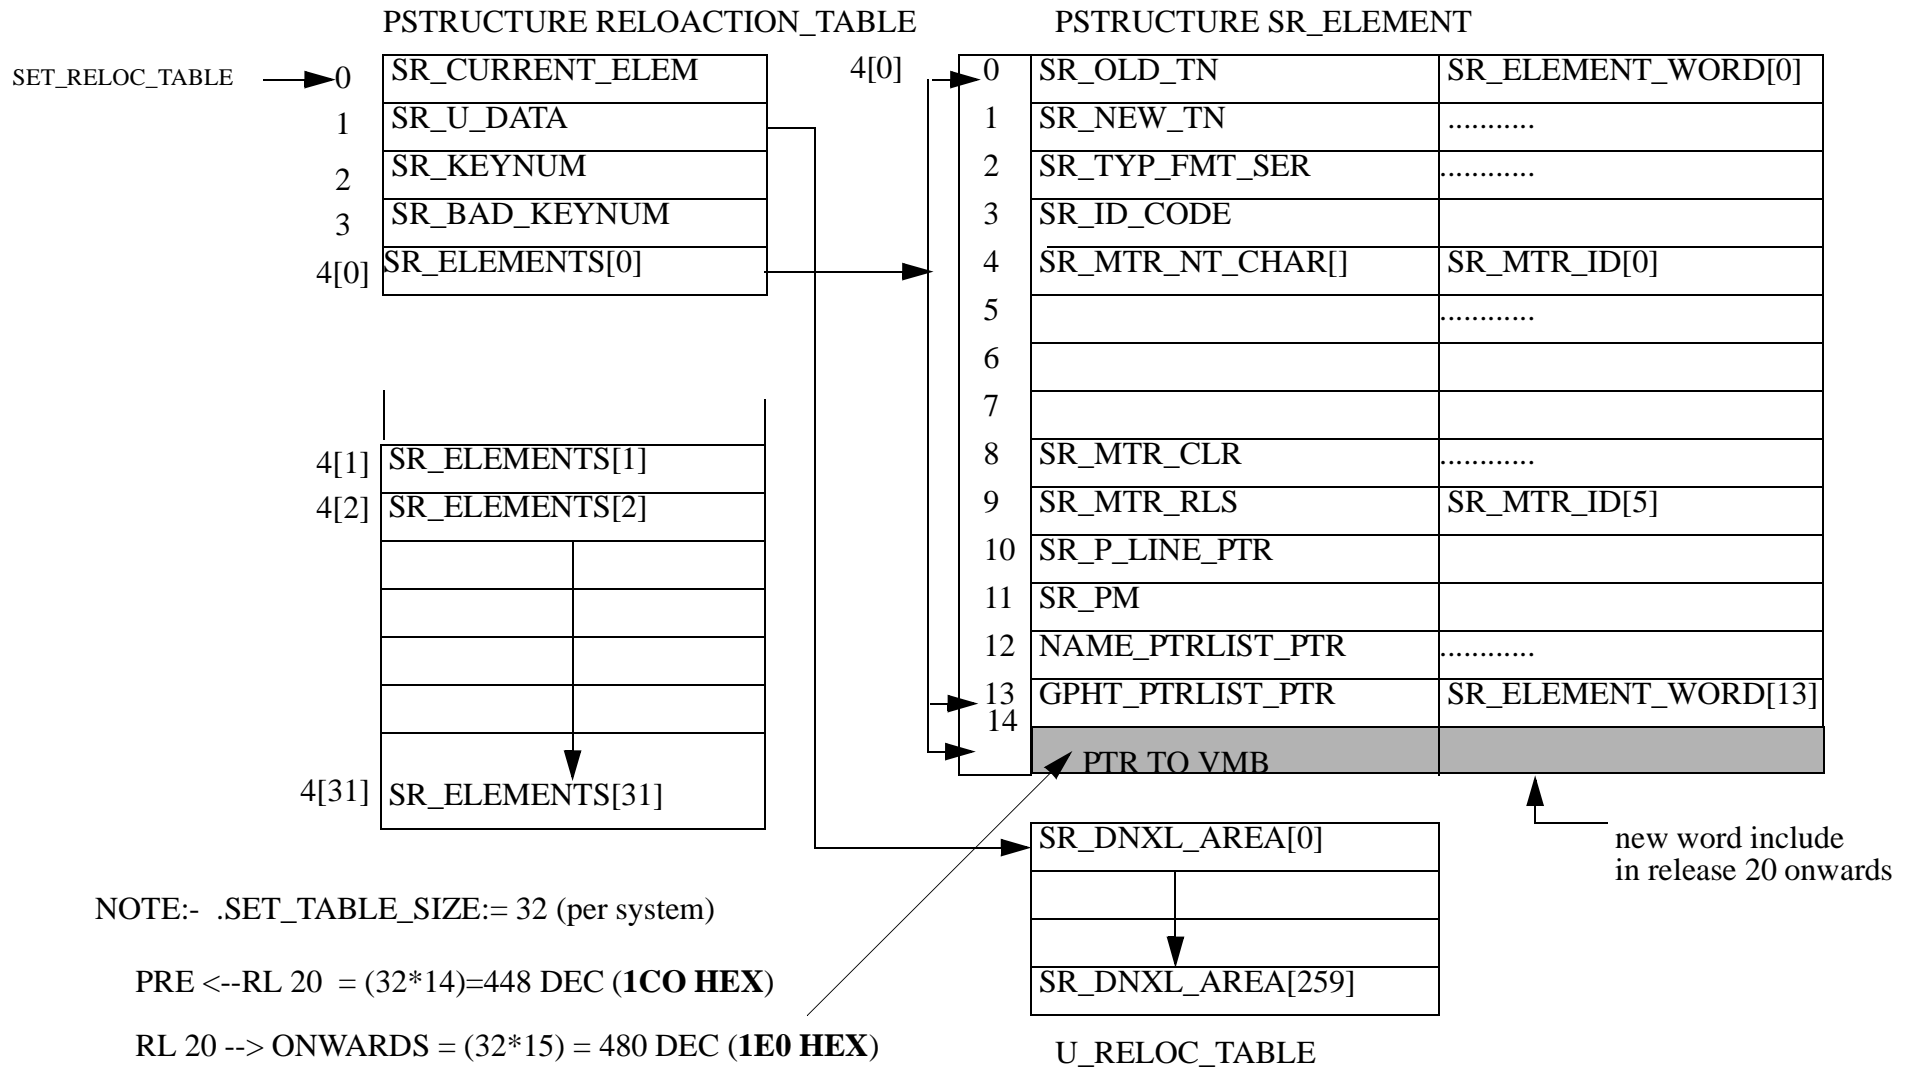 PSTRUCTURE RELOACTION_TABLE
SET_RELOC_TABLE
0 SR_CURRENT_ELEM
1 SR_U_DATA
2 SR_KEYNUM
3 SR_BAD_KEYNUM
4[0] SR_ELEMENTS[0]
4[1] SR_ELEMENTS[1]
4[2] SR_ELEMENTS[2]
4[31] SR_ELEMENTS[31]
PSTRUCTURE SR_ELEMENT
4[0]
0 SR_OLD_TN SR_ELEMENT_WORD[0]
1 SR_NEW_TN ...........
2 SR_TYP_FMT_SER ............
3 SR_ID_CODE
4 SR_MTR_NT_CHAR[] SR_MTR_ID[0]
5 ............
6
7
8 SR_MTR_CLR ............
9 SR_MTR_RLS SR_MTR_ID[5]
10 SR_P_LINE_PTR
11 SR_PM
12 NAME_PTRLIST_PTR ............
13 GPHT_PTRLIST_PTR SR_ELEMENT_WORD[13]
14 PTR TO VMB
new word include
in release 20 onwards
SR_DNXL_AREA[0]
SR_DNXL_AREA[259]
U_RELOC_TABLE
NOTE:- .SET_TABLE_SIZE:= 32 (per system)
PRE <--RL 20 = (32*14)=448 DEC (1CO HEX)
RL 20 --> ONWARDS = (32*15) = 480 DEC (1E0 HEX)